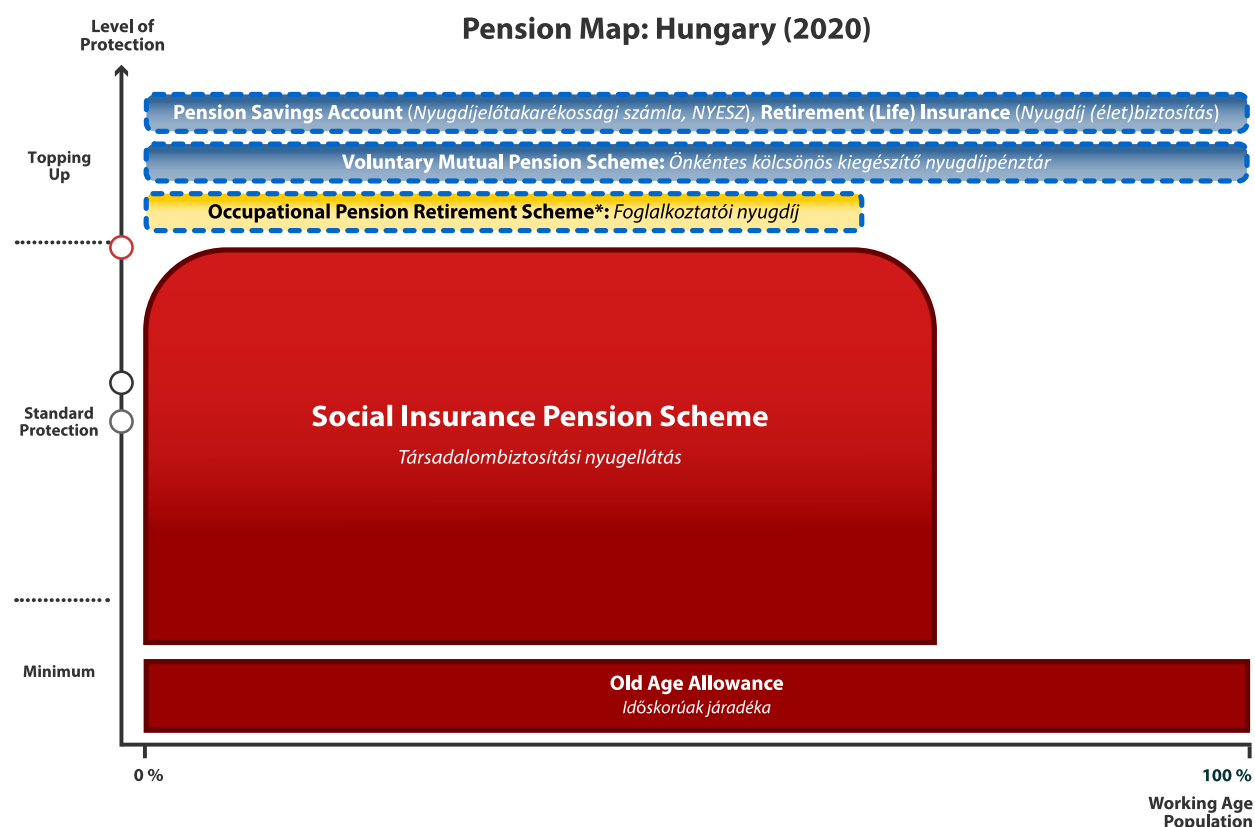 Pension Map: Hungary (2020)
Level of
Protection
Pension Savings Account (Nyugdíjelőtakarékossági számla, NYESZ), Retirement (Life) Insurance (Nyugdíj (élet)biztosítás)
Topping
Up
Voluntary Mutual Pension Scheme: Önkéntes kölcsönös kiegészítő nyugdíjpénztár
Occupational Pension Retirement Scheme*: Foglalkoztatói nyugdíj
Standard
Protection
Social Insurance Pension Scheme
Társadalombiztosítási nyugellátás
Minimum
Old Age Allowance
Időskorúak járadéka
0 %
100 %
Working Age
Population